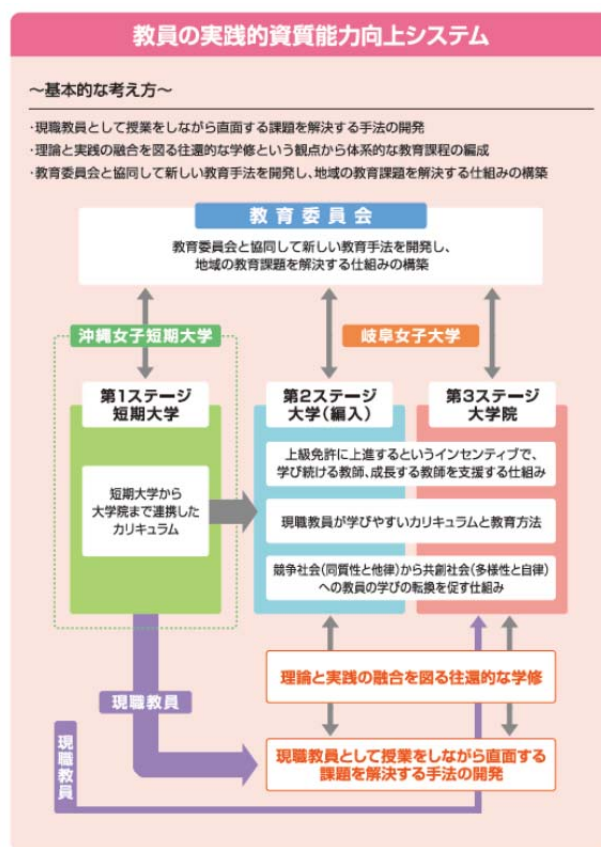 教員の実践的資質能力向上システム
～基本的な考え方～
・現職教員として授業をしながら直面する課題を解決する手法の開発
・理論と実践の融合を図る往還的な学修という観点から体系的な教育課程の編成
・教育委員会と協同して新しい教育手法を開発し、地域の教育課題を解決する仕組みの構築
教育委員会
教育委員会と協同して新しい教育手法を開発し、
地域の教育課題を解決する仕組みの構築
沖縄女子短期大学
岐阜女子大学
第1ステージ
短期大学
第2ステージ
大学(編入)
第3ステージ
大学院
短期大学から
大学院まで連携した
カリキュラム
上級免許に上進するというインセンティブで、
学び続ける教師、成長する教師を支援する仕組み
現職教員が学びやすいカリキュラムと教育方法
競争社会(同質性と他律)から共創社会(多様性と自律)
への教員の学びの転換を促す仕組み
理論と実践の融合を図る往還的な学修
現職教員
現職教員として授業をしながら直面する
課題を解決する手法の開発
現職教員